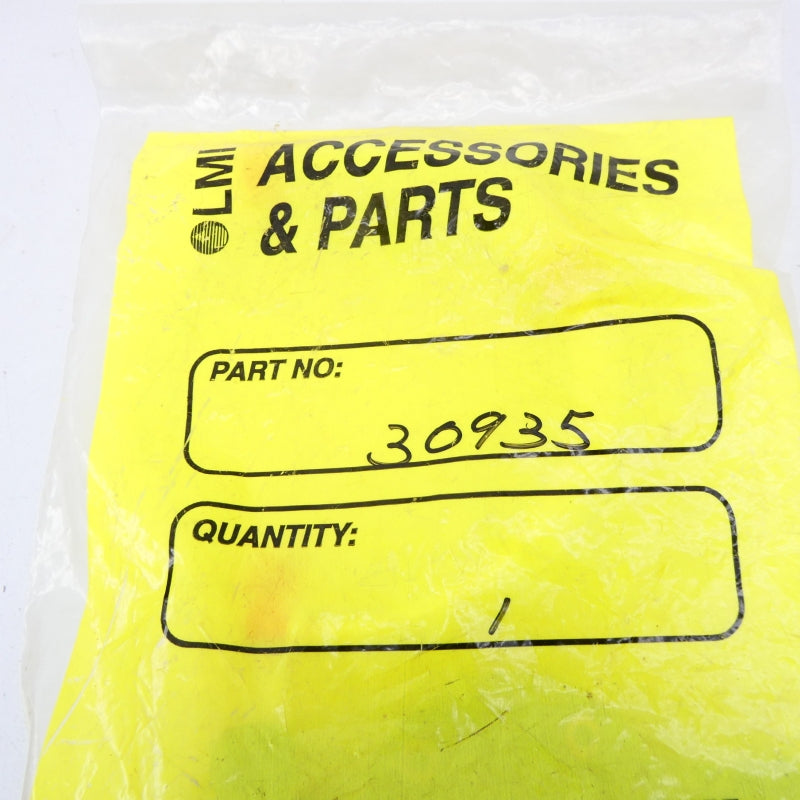 LMI
ACCESSORIES
& PARTS
PART NO:
30935
QUANTITY:
1